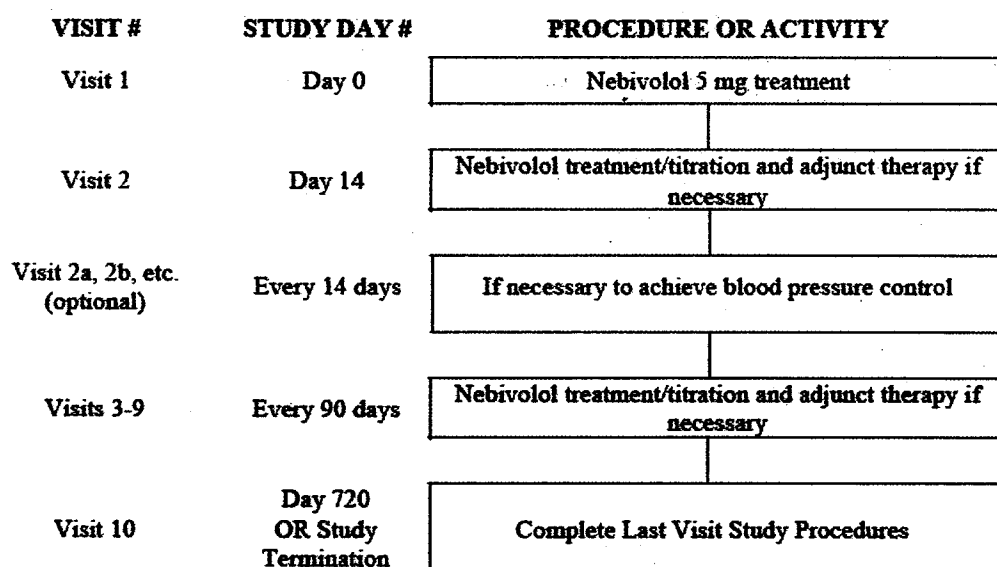 VISIT # STUDY DAY # PROCEDURE OR ACTIVITY
Visit 1 Day 0 Nebivolol 5 mg treatment
Visit 2 Day 14 Nebivolol treatment/titration and adjunct therapy if
necessary
Visit 2a, 2b, etc.
(optional) Every 14 days If necessary to achieve blood pressure control
Visits 3-9 Every 90 days Nebivolol treatment/titration and adjunct therapy if
necessary
Visit 10 Day 720
OR Study
Termination Complete Last Visit Study Procedures